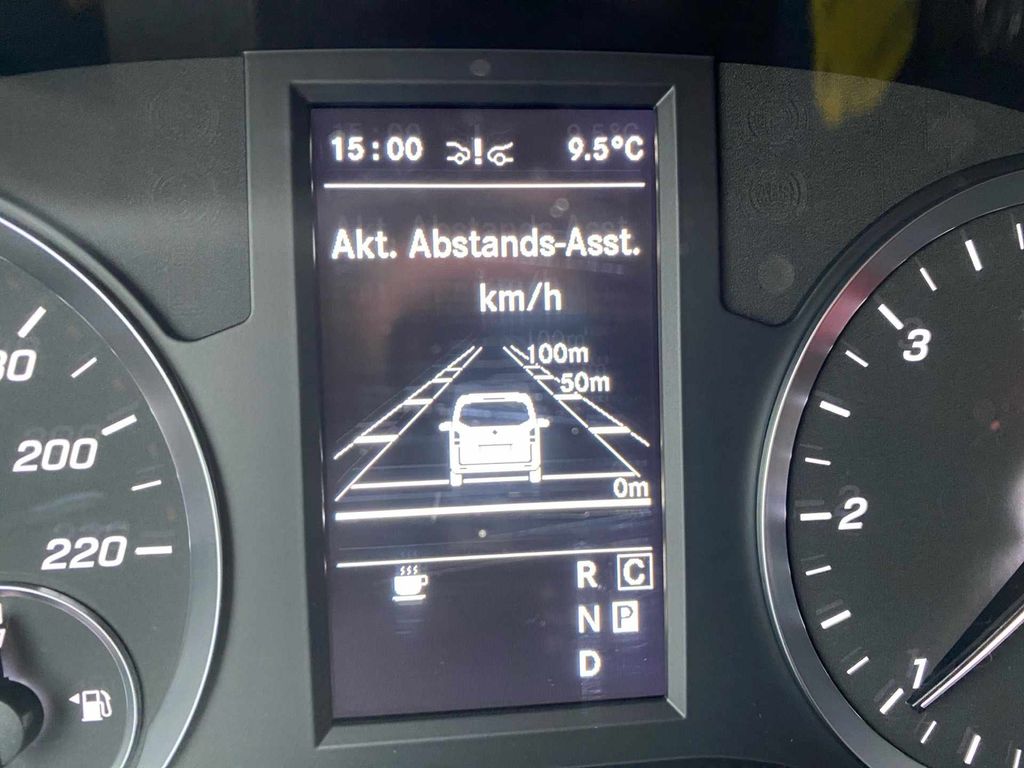 15:00 9.5°C
Akt. Abstands-Asst.
km/h
100m
50m
0m
R C
N P
D
200
220
3
2
1